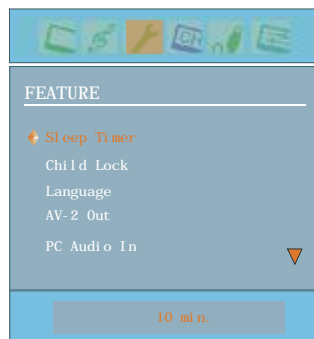 FEATURE
Sleep Timer
Child Lock
Language
AV-2 Out
PC Audio In
10 min.